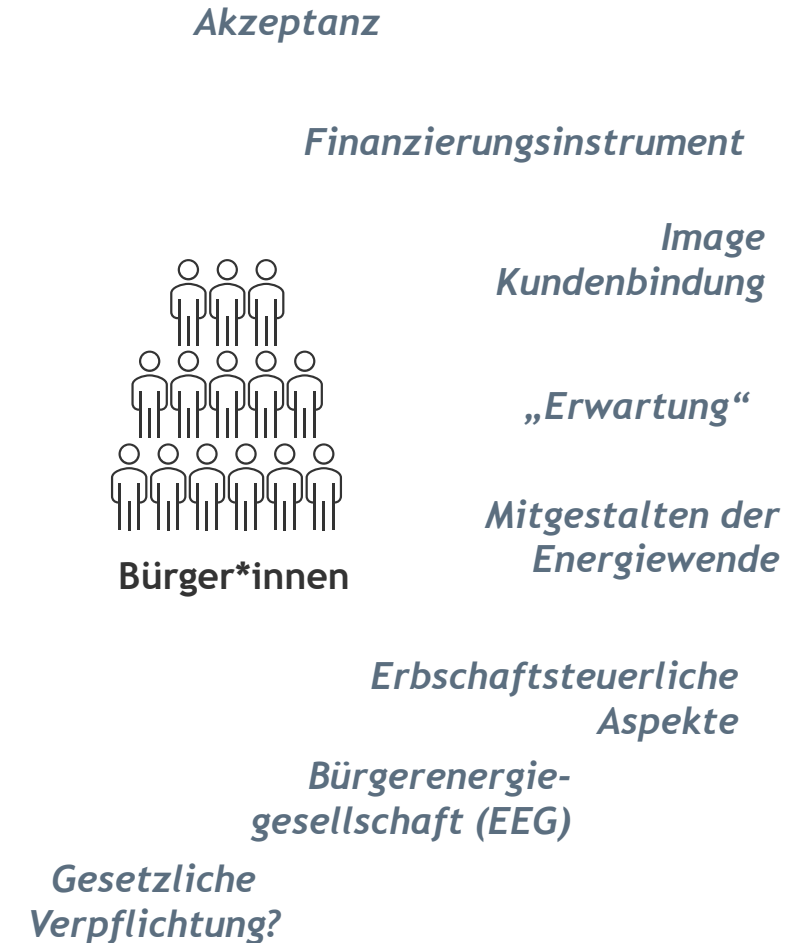 Akzeptanz
Finanzierungsinstrument
Image
Kundenbindung
„Erwartung“
Mitgestalten der
Energiewende
Bürger*innen
Erbschaftsteuerliche
Aspekte
Bürgerenergie-
gesellschaft (EEG)
Gesetzliche
Verpflichtung?